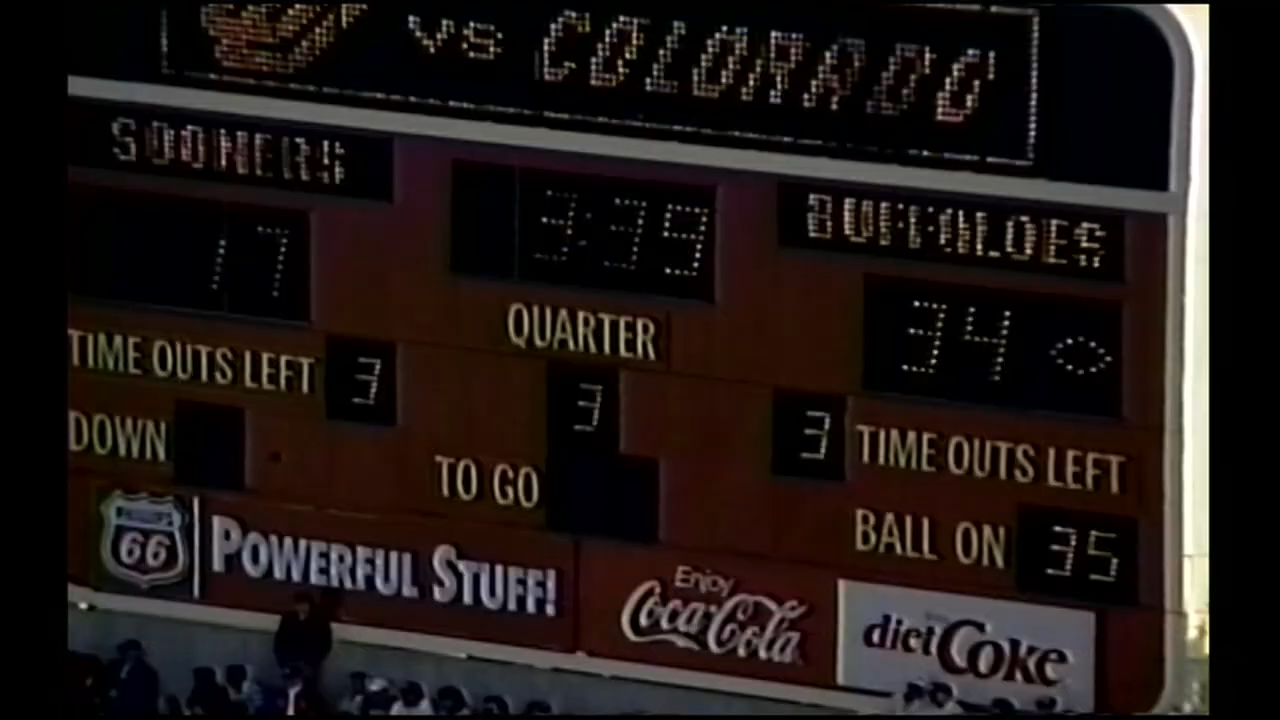 vs COLORADO
SOONERS
17
3:39
BUFFALOES
34
QUARTER
3
TIME OUTS LEFT 3
3 TIME OUTS LEFT
DOWN
TO GO
BALL ON 35
PHILLIPS
66
POWERFUL STUFF!
Enjoy
Coca-Cola
diet Coke